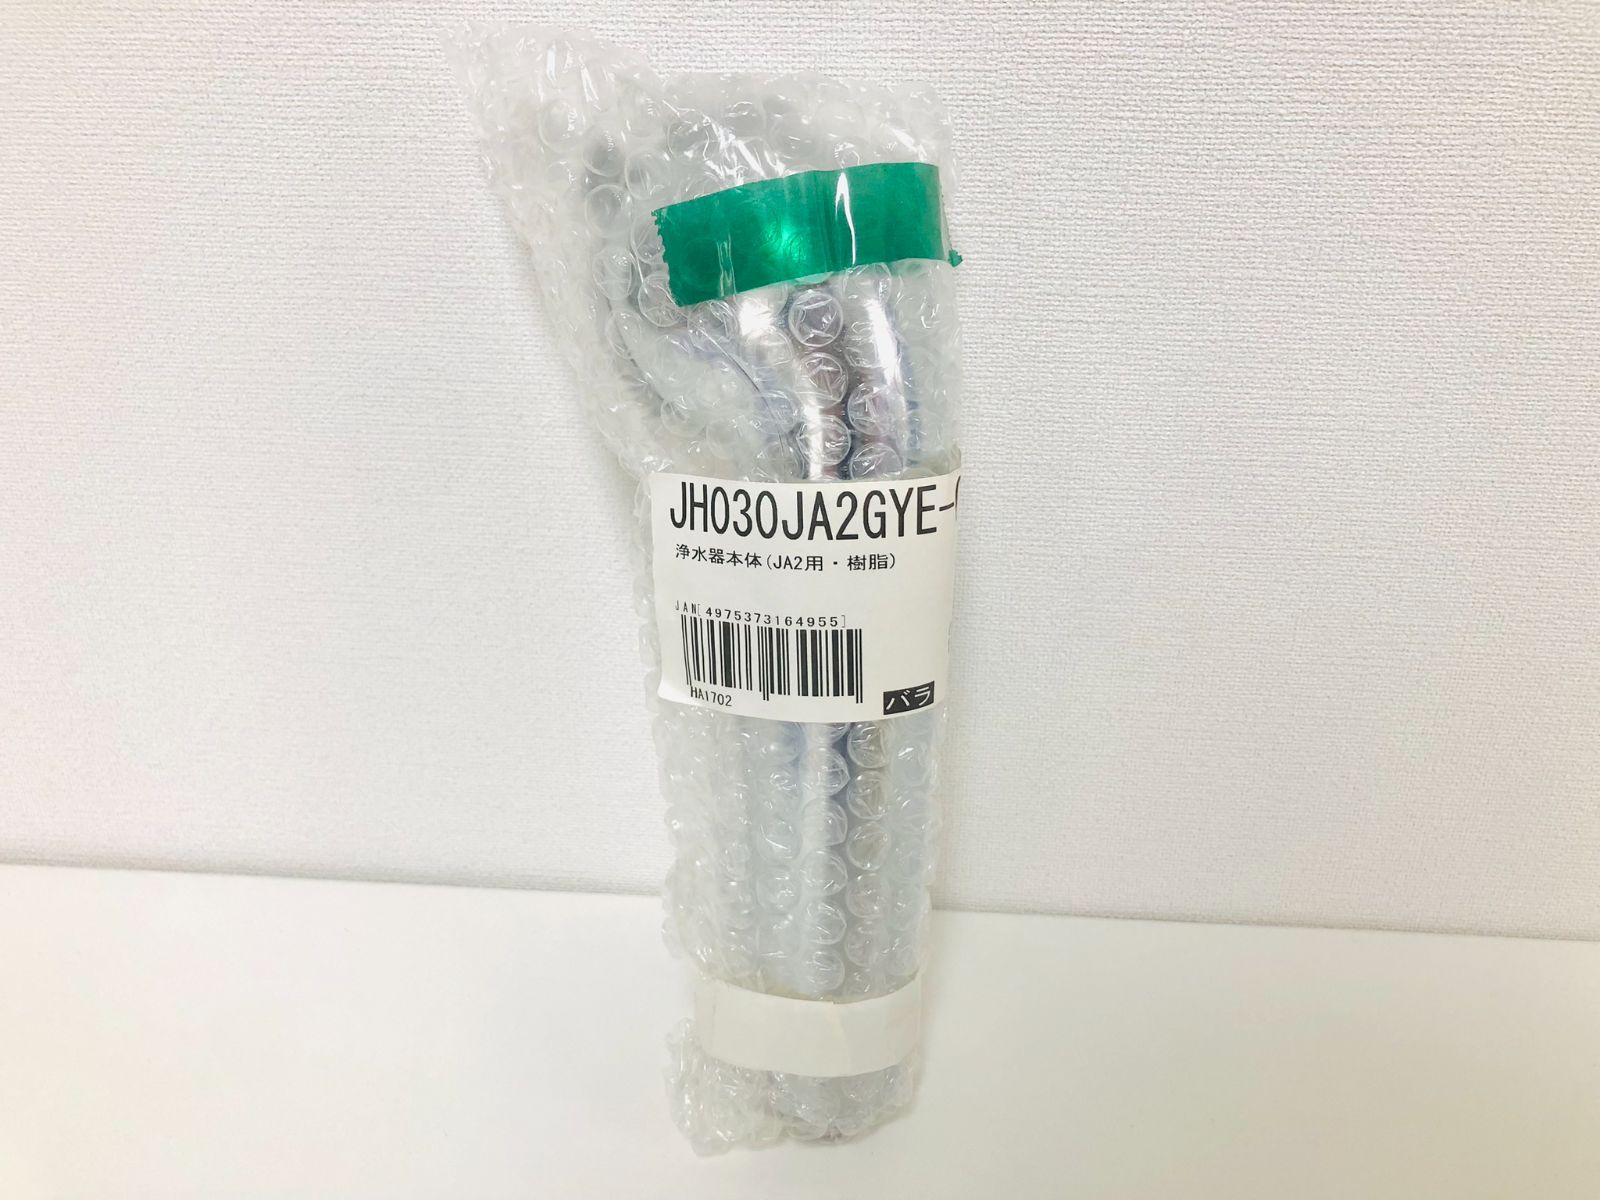 JH030JA2GYE-
浄水器本体(JA2用・樹脂)
JAN[4975373164955]
HA1702
バラ